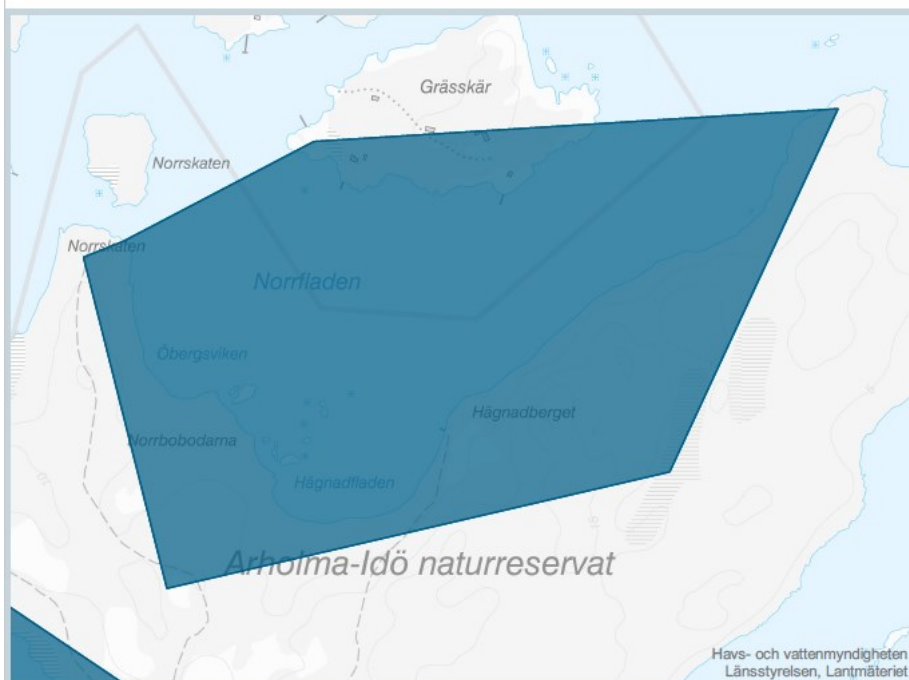 Grässkär
Norrskaten
Norrskaten
Norrfladen
Öbergsviken
Hägnadberget
Norrbobodarna
Hägnadfladen
Arholma-Idö naturreservat
Havs- och vattenmyndigheten
Länsstyrelsen, Lantmäteriet